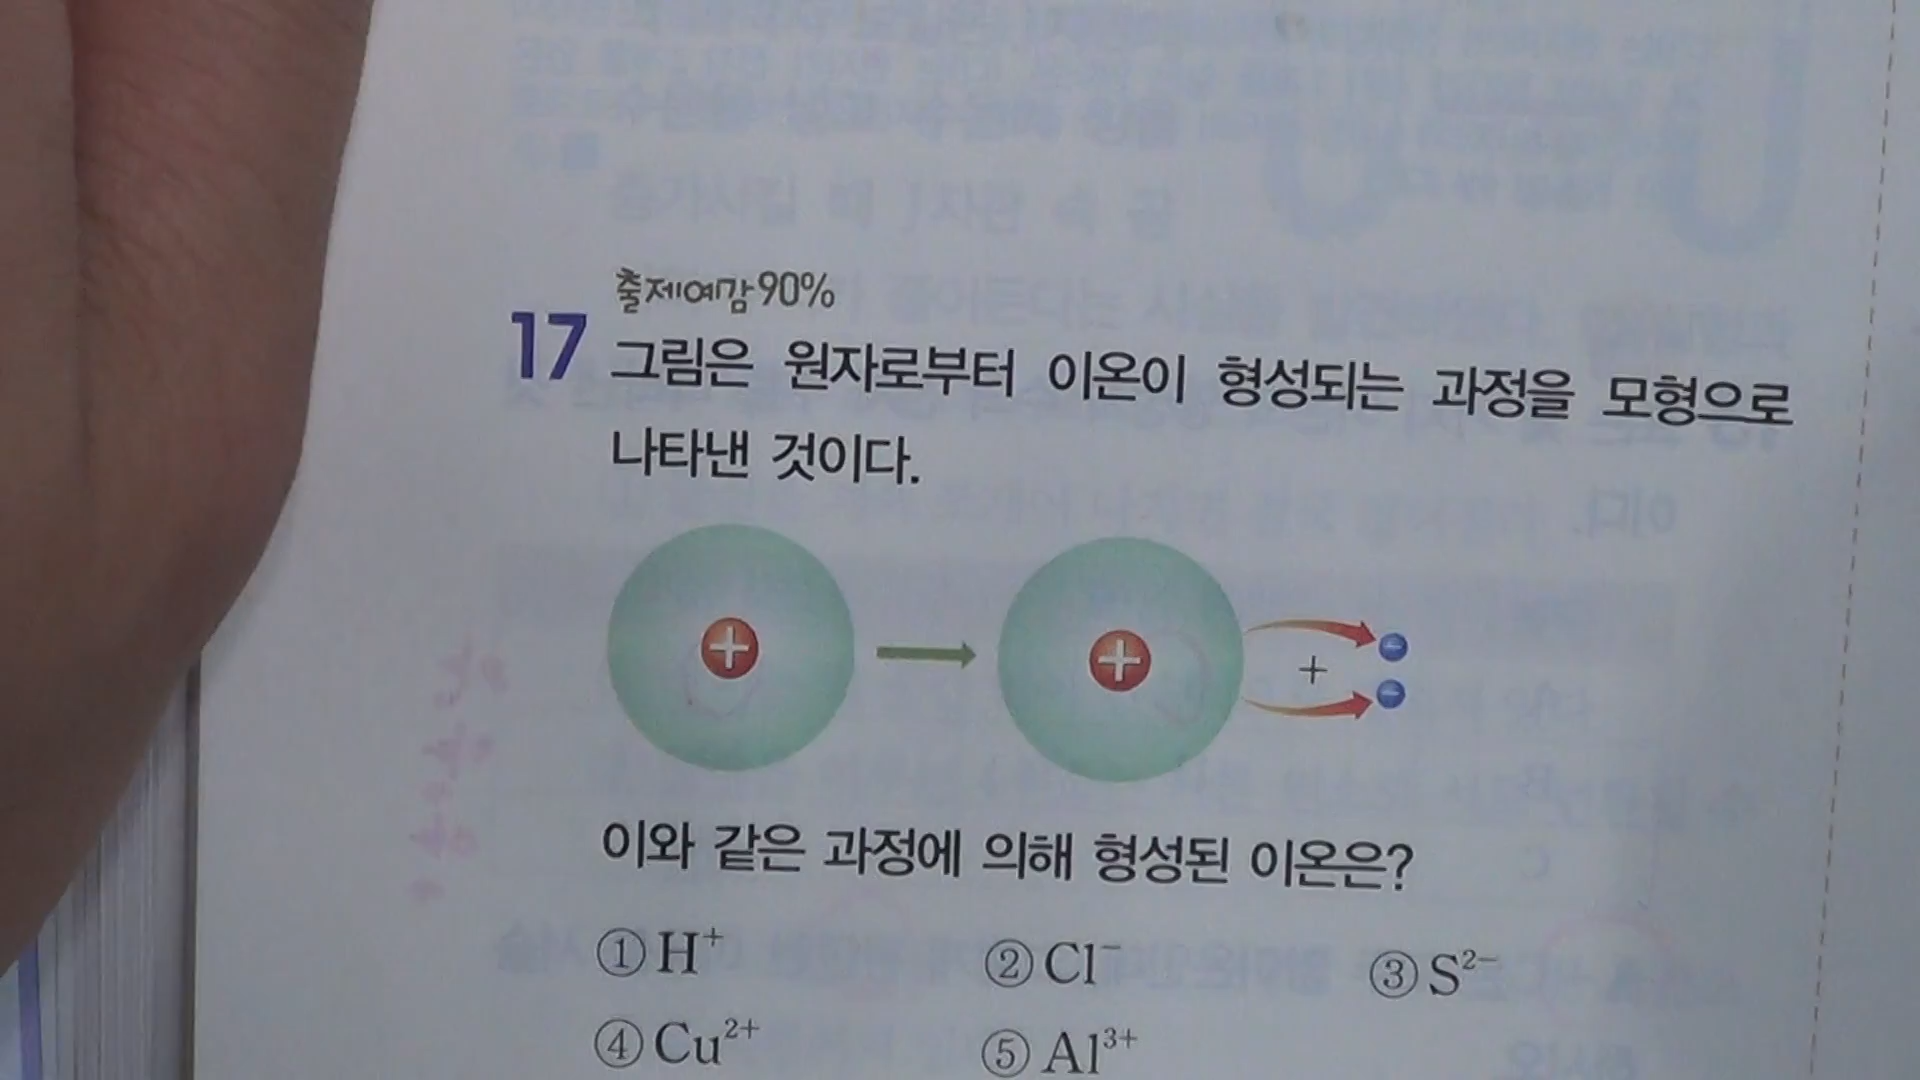 출제예감 90%
17 그림은 원자로부터 이온이 형성되는 과정을 모형으로
나타낸 것이다.
+ + + − −
이와 같은 과정에 의해 형성된 이온은?
① H⁺ ② Cl⁻ ③ S²⁻
④ Cu²⁺ ⑤ Al³⁺